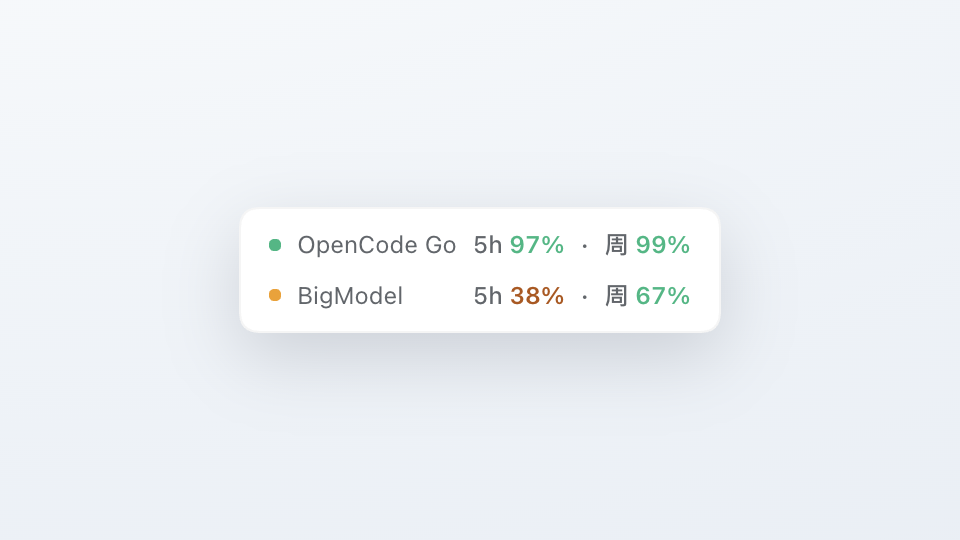 OpenCode Go 5h 97% · 周 99%
BigModel 5h 38% · 周 67%